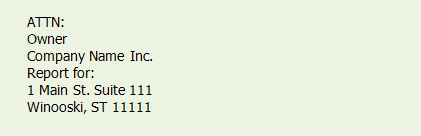 ATTN:
Owner
Company Name Inc.
Report for:
1 Main St. Suite 111
Winooski, ST 11111